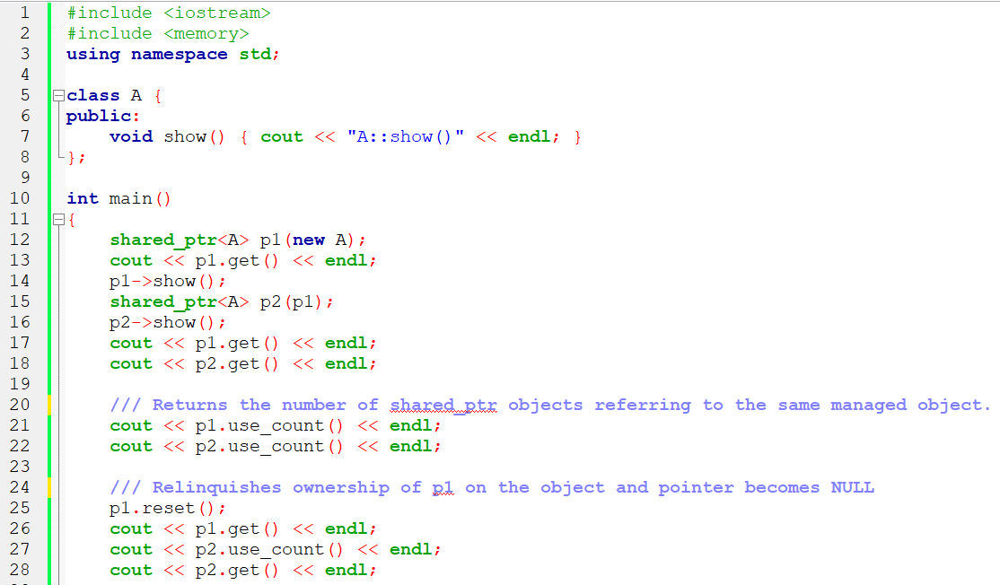 1 #include <iostream>
2 #include <memory>
3 using namespace std;
4
5 class A {
6 public:
7     void show() { cout << "A::show()" << endl; }
8 };
9
10 int main()
11 {
12     shared_ptr<A> p1(new A);
13     cout << p1.get() << endl;
14     p1->show();
15     shared_ptr<A> p2(p1);
16     p2->show();
17     cout << p1.get() << endl;
18     cout << p2.get() << endl;
19
20     /// Returns the number of shared_ptr objects referring to the same managed object.
21     cout << p1.use_count() << endl;
22     cout << p2.use_count() << endl;
23
24     /// Relinquishes ownership of p1 on the object and pointer becomes NULL
25     p1.reset();
26     cout << p1.get() << endl;
27     cout << p2.use_count() << endl;
28     cout << p2.get() << endl;